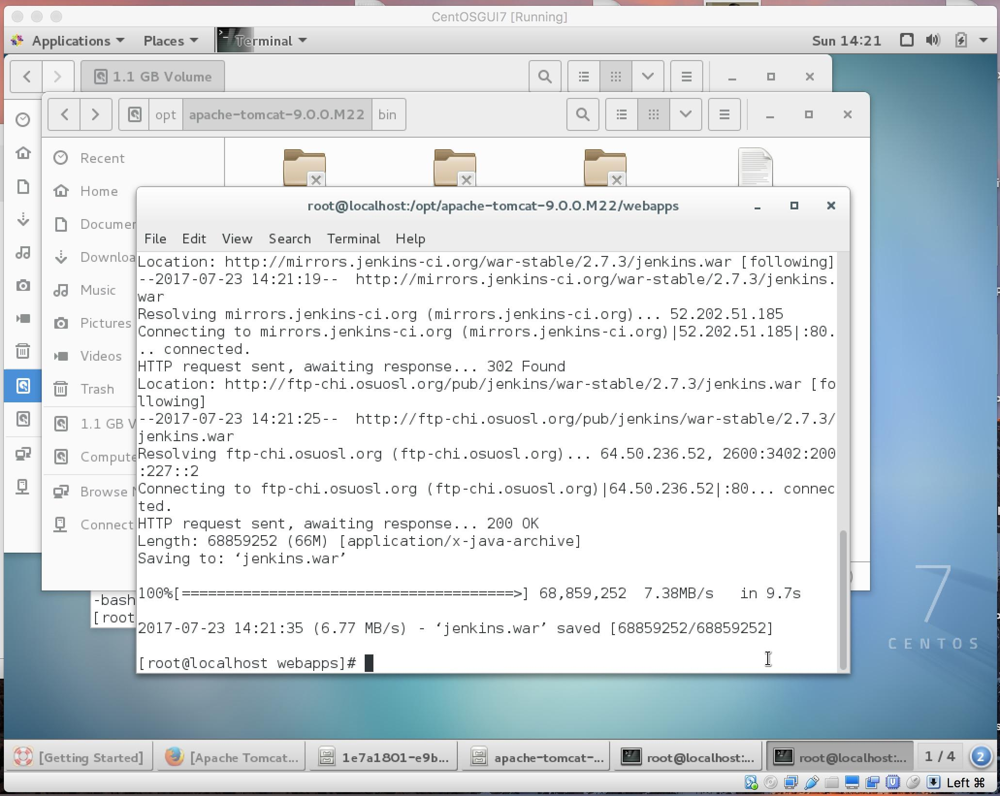 CentOSGUI7 [Running]
Applications Places Terminal Sun 14:21
1.1 GB Volume
opt apache-tomcat-9.0.0.M22 bin
Recent
Home
Documen
Downloa
Music
Pictures
Videos
Trash
1.1 GB V
Compute
Browse
Connect
root@localhost:/opt/apache-tomcat-9.0.0.M22/webapps
File Edit View Search Terminal Help
Location: http://mirrors.jenkins-ci.org/war-stable/2.7.3/jenkins.war [following]
--2017-07-23 14:21:19-- http://mirrors.jenkins-ci.org/war-stable/2.7.3/jenkins.
war
Resolving mirrors.jenkins-ci.org (mirrors.jenkins-ci.org)... 52.202.51.185
Connecting to mirrors.jenkins-ci.org (mirrors.jenkins-ci.org)|52.202.51.185|:80.
.. connected.
HTTP request sent, awaiting response... 302 Found
Location: http://ftp-chi.osuosl.org/pub/jenkins/war-stable/2.7.3/jenkins.war [fo
llowing]
--2017-07-23 14:21:25-- http://ftp-chi.osuosl.org/pub/jenkins/war-stable/2.7.3/
jenkins.war
Resolving ftp-chi.osuosl.org (ftp-chi.osuosl.org)... 64.50.236.52, 2600:3402:200
:227::2
Connecting to ftp-chi.osuosl.org (ftp-chi.osuosl.org)|64.50.236.52|:80... connec
ted.
HTTP request sent, awaiting response... 200 OK
Length: 68859252 (66M) [application/x-java-archive]
Saving to: ‘jenkins.war’
100%[======================================>] 68,859,252 7.38MB/s in 9.7s
2017-07-23 14:21:35 (6.77 MB/s) - ‘jenkins.war’ saved [68859252/68859252]
[root@localhost webapps]#
-bash
[root
7
CENTOS
[Getting Started] [Apache Tomcat... 1e7a1801-e9b... apache-tomcat-... root@localhost:... root@localhost:... 1 / 4 2
Left ⌘